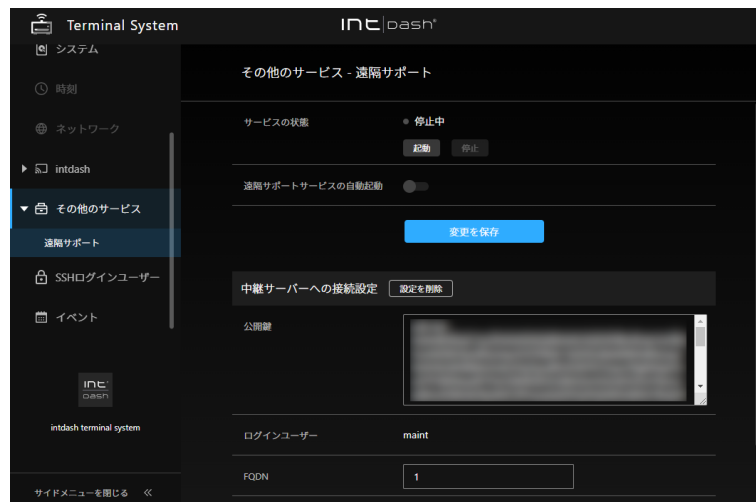 Terminal System
intDash
システム
時刻
ネットワーク
intdash
その他のサービス
遠隔サポート
SSHログインユーザー
イベント
int
Dash
intdash terminal system
サイドメニューを閉じる
その他のサービス - 遠隔サポート
サービスの状態
停止中
起動 停止
遠隔サポートサービスの自動起動
変更を保存
中継サーバーへの接続設定 設定を削除
公開鍵
ログインユーザー maint
FQDN 1